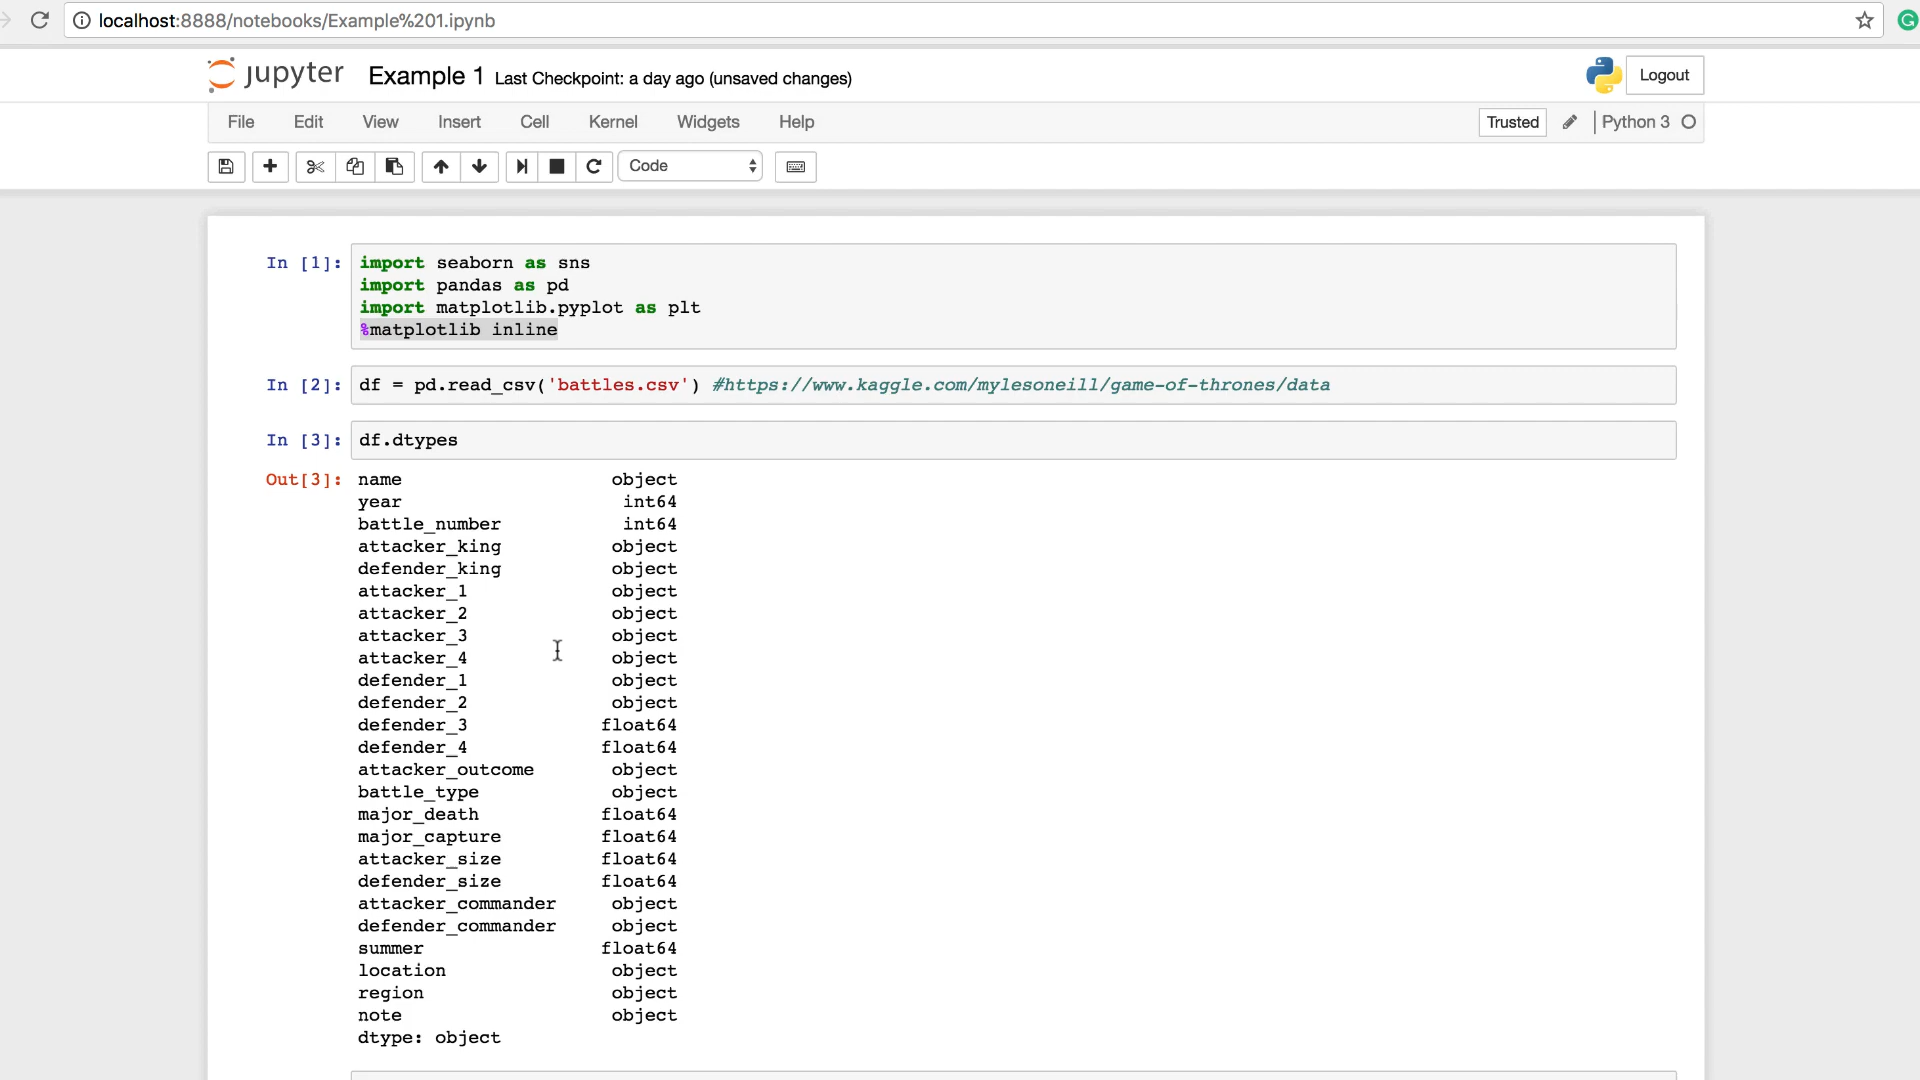 localhost:8888/notebooks/Example%201.ipynb
G
jupyter Example 1 Last Checkpoint: a day ago (unsaved changes)
Logout
File Edit View Insert Cell Kernel Widgets Help
Trusted Python 3
Code
In [1]: import seaborn as sns
import pandas as pd
import matplotlib.pyplot as plt
%matplotlib inline
In [2]: df = pd.read_csv('battles.csv') #https://www.kaggle.com/mylesoneill/game-of-thrones/data
In [3]: df.dtypes
Out[3]: name object
year int64
battle_number int64
attacker_king object
defender_king object
attacker_1 object
attacker_2 object
attacker_3 object
attacker_4 object
defender_1 object
defender_2 object
defender_3 float64
defender_4 float64
attacker_outcome object
battle_type object
major_death float64
major_capture float64
attacker_size float64
defender_size float64
attacker_commander object
defender_commander object
summer float64
location object
region object
note object
dtype: object